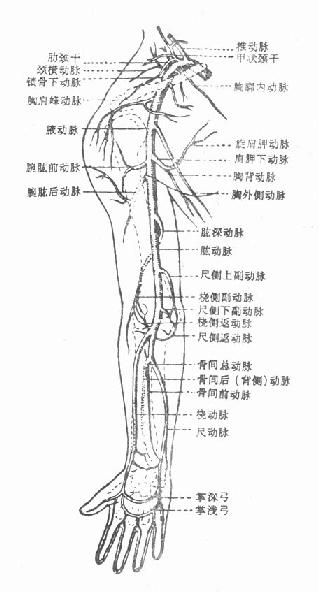 肋颈干
颈横动脉
锁骨下动脉
胸肩峰动脉
腋动脉
旋肱前动脉
旋肱后动脉
椎动脉
甲状颈干
胸廓内动脉
旋肩胛动脉
肩胛下动脉
胸背动脉
胸外侧动脉
肱深动脉
肱动脉
尺侧上副动脉
桡侧副动脉
尺侧下副动脉
桡侧返动脉
尺侧返动脉
骨间总动脉
骨间后(背侧)动脉
骨间前动脉
桡动脉
尺动脉
掌深弓
掌浅弓